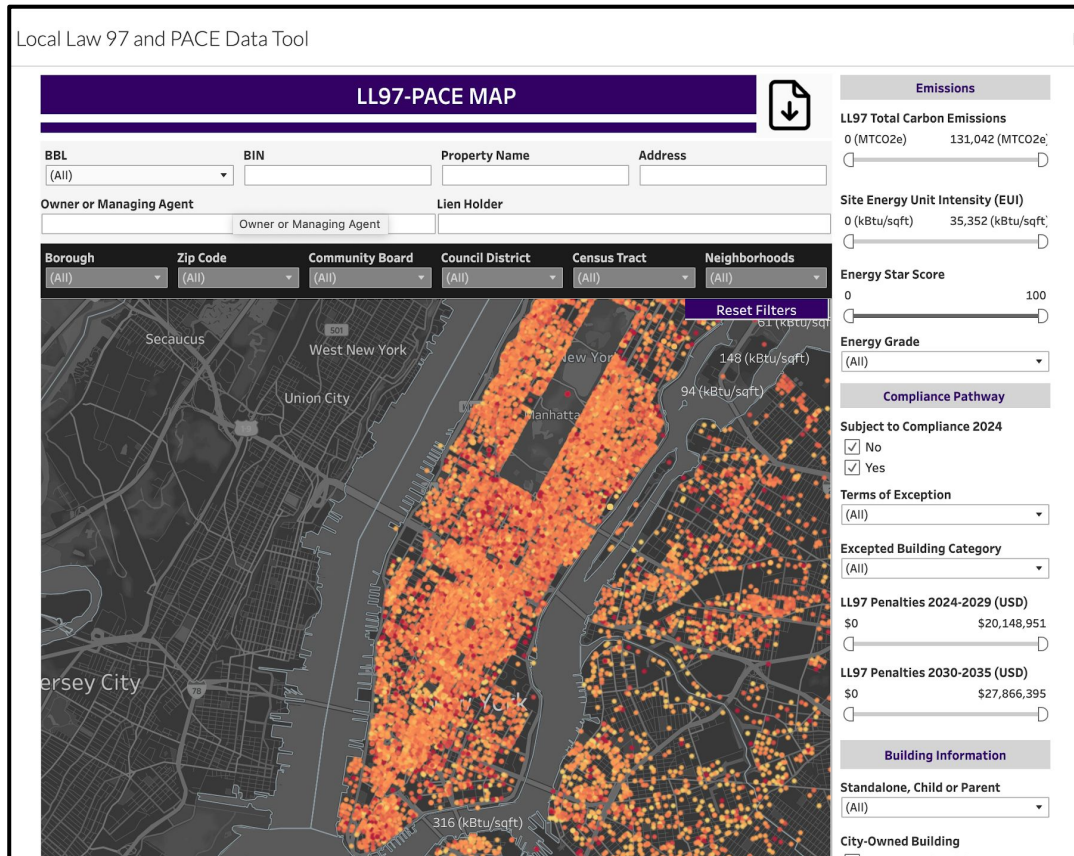 Local Law 97 and PACE Data Tool
LL97-PACE MAP
BBL
BIN
Property Name
Address
(All)
Owner or Managing Agent
Lien Holder
Owner or Managing Agent
Borough
Zip Code
Community Board
Council District
Census Tract
Neighborhoods
(All)
(All)
(All)
(All)
(All)
(All)
Reset Filters
61 (kBtu/sqft
148 (kBtu/sqft)
94 (kBtu/sqft)
Secaucus
501
West New York
Union City
New York
Manhatta
78
ersey City
New York
316 (kBtu/sqft)
Emissions
LL97 Total Carbon Emissions
0 (MTCO2e)
131,042 (MTCO2e
Site Energy Unit Intensity (EUI)
0 (kBtu/sqft)
35,352 (kBtu/sqft
Energy Star Score
0
100
Energy Grade
(All)
Compliance Pathway
Subject to Compliance 2024
No
Yes
Terms of Exception
(All)
Excepted Building Category
(All)
LL97 Penalties 2024-2029 (USD)
$0
$20,148,951
LL97 Penalties 2030-2035 (USD)
$0
$27,866,395
Building Information
Standalone, Child or Parent
(All)
City-Owned Building